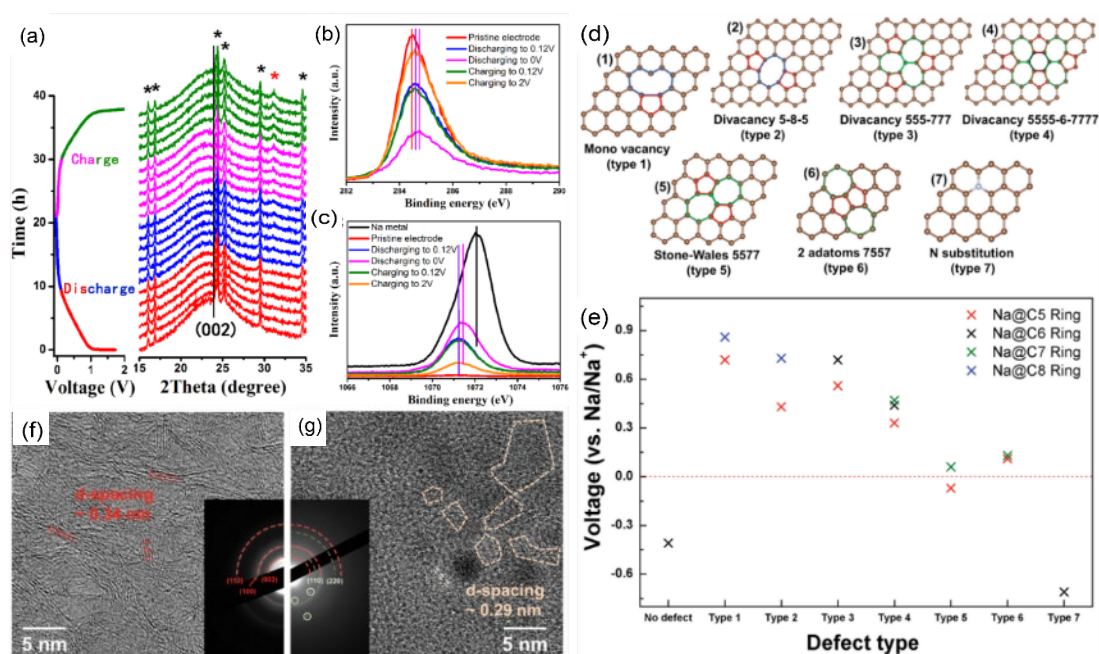 (a)
Time (h)
40
30
20
10
0
Charge
Discharge
0 1 2
Voltage (V)
* * * * * * *
(002)
15 20 25 30 35
2Theta (degree)
(b)
Intensity (a.u.)
Pristine electrode
Discharging to 0.12V
Discharging to 0V
Charging to 0.12V
Charging to 2V
282 284 286 288 290
Binding energy (eV)
(c)
Intensity (a.u.)
Na metal
Pristine electrode
Discharging to 0.12V
Discharging to 0V
Charging to 0.12V
Charging to 2V
1066 1068 1070 1072 1074 1076
Binding energy (eV)
(d)
(1)
Mono vacancy
(type 1)
(2)
Divacancy 5-8-5
(type 2)
(3)
Divacancy 555-777
(type 3)
(4)
Divacancy 5555-6-7777
(type 4)
(5)
Stone-Wales 5577
(type 5)
(6)
2 adatoms 7557
(type 6)
(7)
N substitution
(type 7)
(e)
Voltage (vs. Na/Na+)
0.9
0.6
0.3
0.0
-0.3
-0.6
Na@C5 Ring
Na@C6 Ring
Na@C7 Ring
Na@C8 Ring
No defect Type 1 Type 2 Type 3 Type 4 Type 5 Type 6 Type 7
Defect type
(f)
d-spacing
~ 0.34 nm
5 nm
(g)
d-spacing
~ 0.29 nm
5 nm
(002)
(100)
(110)
(220)